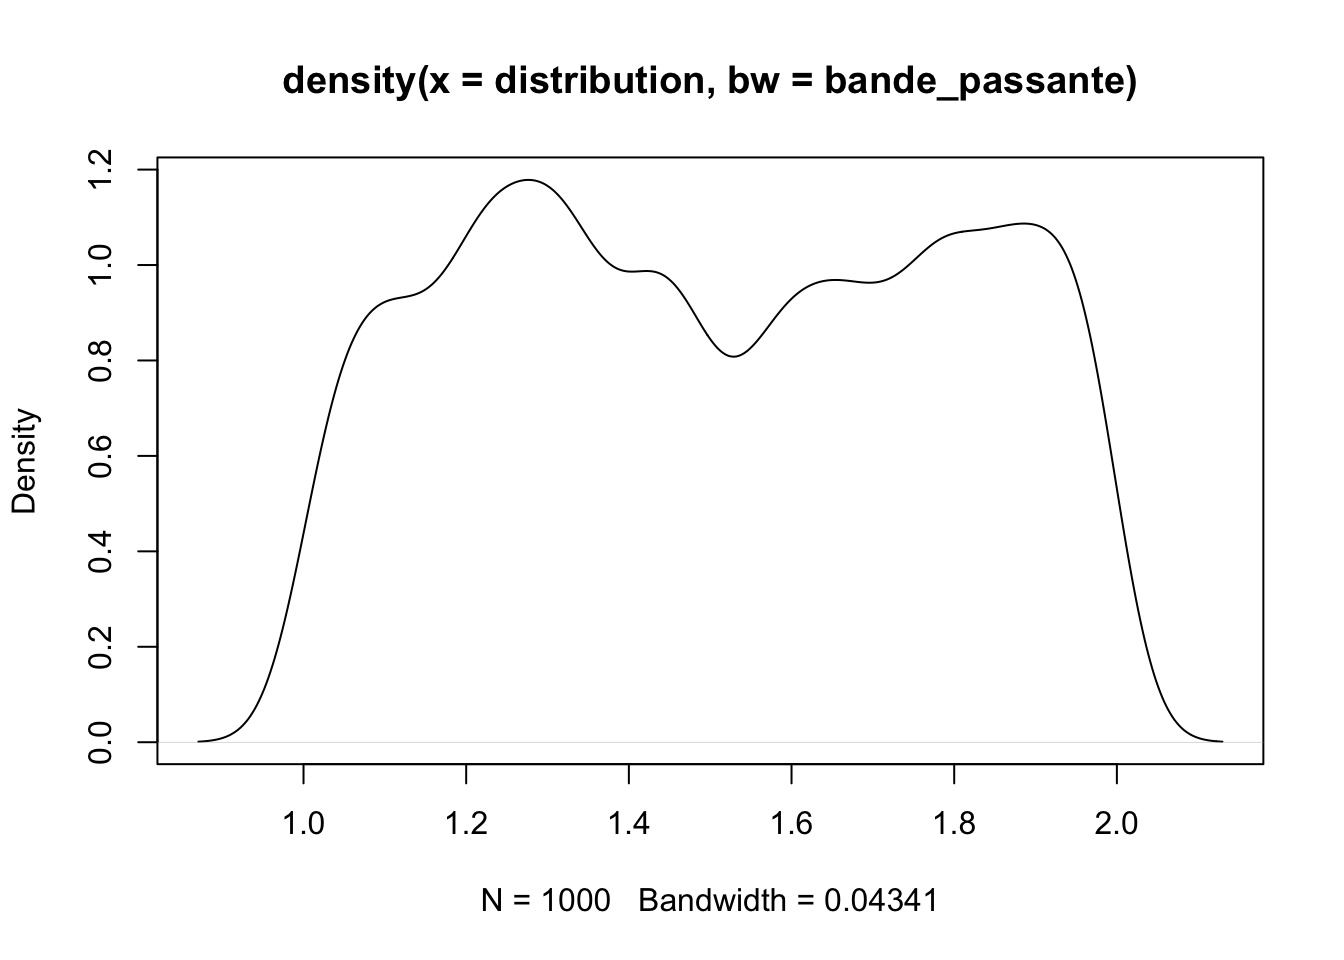 density(x = distribution, bw = bande_passante)
1.2
1.0
0.8
0.6
0.4
0.2
0.0
Density
1.0 1.2 1.4 1.6 1.8 2.0
N = 1000 Bandwidth = 0.04341